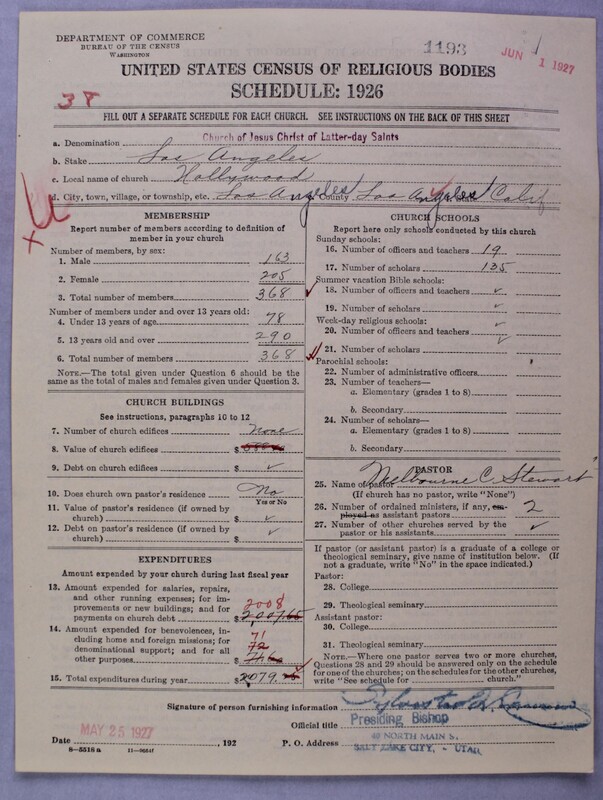 DEPARTMENT OF COMMERCE
BUREAU OF THE CENSUS
WASHINGTON
1193
JUN 1 1927
UNITED STATES CENSUS OF RELIGIOUS BODIES
SCHEDULE: 1926
38
FILL OUT A SEPARATE SCHEDULE FOR EACH CHURCH. SEE INSTRUCTIONS ON THE BACK OF THIS SHEET
a. Denomination Church of Jesus Christ of Latter-day Saints
b. Stake Los Angeles
c. Local name of church Hollywood
d. City, town, village, or township, etc. Los Angeles County Los Angeles Calif
MEMBERSHIP
Report number of members according to definition of
member in your church
Number of members, by sex:
1. Male 163
2. Female 205
3. Total number of members 368
Number of members under and over 13 years old:
4. Under 13 years of age 78
5. 13 years old and over 290
6. Total number of members 368
NOTE.—The total given under Question 6 should be
the same as the total of males and females given under Question 3.
CHURCH BUILDINGS
See instructions, paragraphs 10 to 12
7. Number of church edifices None
8. Value of church edifices $
9. Debt on church edifices $ ✓
10. Does church own pastor's residence No
Yes or No
11. Value of pastor's residence (if owned by
church) $ ✓
12. Debt on pastor's residence (if owned by
church) $ ✓
EXPENDITURES
Amount expended by your church during last fiscal year
13. Amount expended for salaries, repairs,
and other running expenses; for im-
provements or new buildings; and for
2008
payments on church debt $ 2,007.65
14. Amount expended for benevolences,
including home and foreign missions; for
denominational support; and for all
other purposes $
71
72
15. Total expenditures during year $ 2079.
CHURCH SCHOOLS
Report here only schools conducted by this church
Sunday schools:
16. Number of officers and teachers 19
17. Number of scholars 135
Summer vacation Bible schools:
18. Number of officers and teachers ✓
19. Number of scholars ✓
Week-day religious schools:
20. Number of officers and teachers ✓
21. Number of scholars
Parochial schools:
22. Number of administrative officers
23. Number of teachers—
a. Elementary (grades 1 to 8)
b. Secondary
24. Number of scholars—
a. Elementary (grades 1 to 8)
b. Secondary
PASTOR
25. Name of pastor Melbourne C. Stewart
(If church has no pastor, write "None")
26. Number of ordained ministers, if any, em-
ployed as assistant pastors 2
27. Number of other churches served by the
pastor or his assistants ✓
If pastor (or assistant pastor) is a graduate of a college or
theological seminary, give name of institution below. (If
not a graduate, write "No" in the space indicated.)
Pastor:
28. College
29. Theological seminary
Assistant pastor:
30. College
31. Theological seminary
NOTE.—Where one pastor serves two or more churches,
Questions 28 and 29 should be answered only on the schedule
for one of the churches; on the schedules for the other churches,
write "See schedule for church."
Signature of person furnishing information
Official title Presiding Bishop
MAY 25 1927
Date , 192 P. O. Address 40 NORTH MAIN S.
SALT LAKE CITY, - UTAH
8—5518a 11—8664f